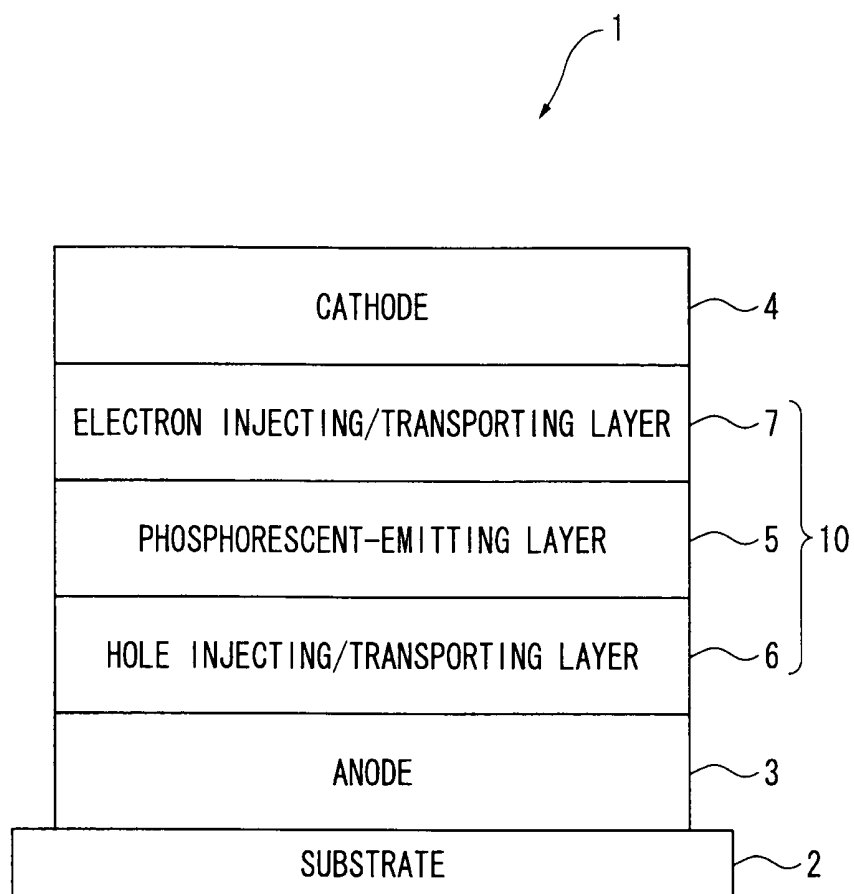 1
CATHODE 4
ELECTRON INJECTING/TRANSPORTING LAYER 7
PHOSPHORESCENT-EMITTING LAYER 5 10
HOLE INJECTING/TRANSPORTING LAYER 6
ANODE 3
SUBSTRATE 2